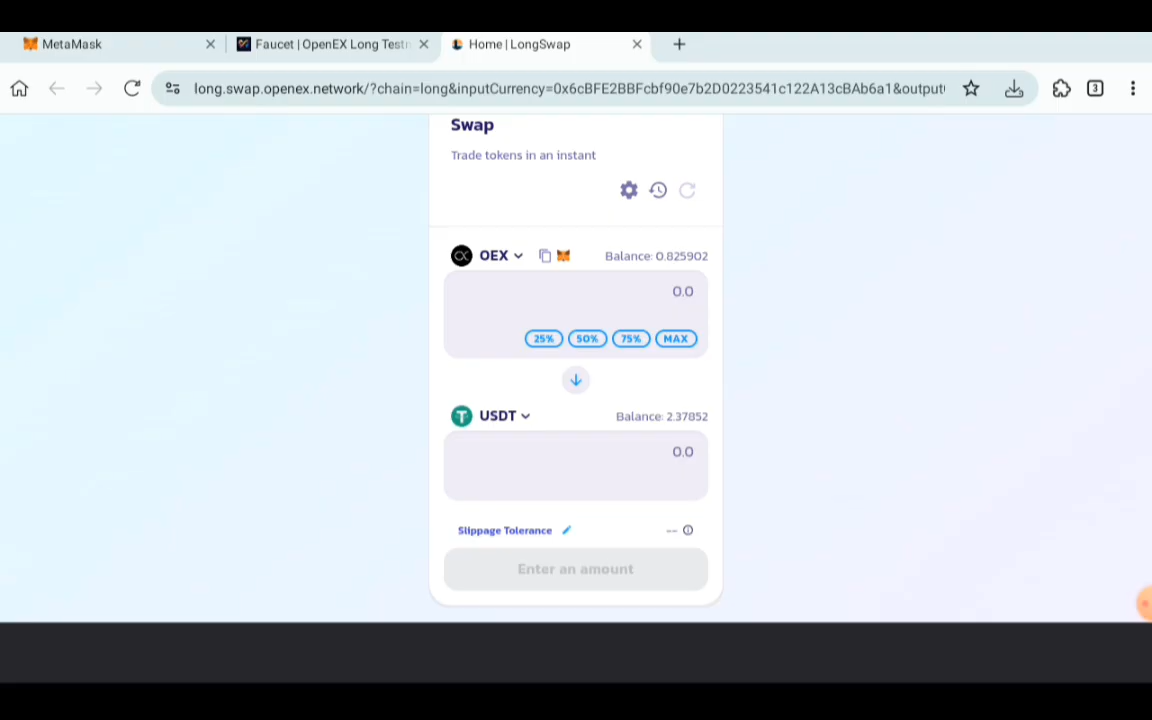 MetaMask
Faucet | OpenEX Long Testn
Home | LongSwap
long.swap.openex.network/?chain=long&inputCurrency=0x6cBFE2BBFcbf90e7b2D0223541c122A13cBAb6a1&output
3
Swap
Trade tokens in an instant
OEX
Balance: 0.825902
0.0
25% 50% 75% MAX
USDT
Balance: 2.37852
0.0
Slippage Tolerance
--
Enter an amount